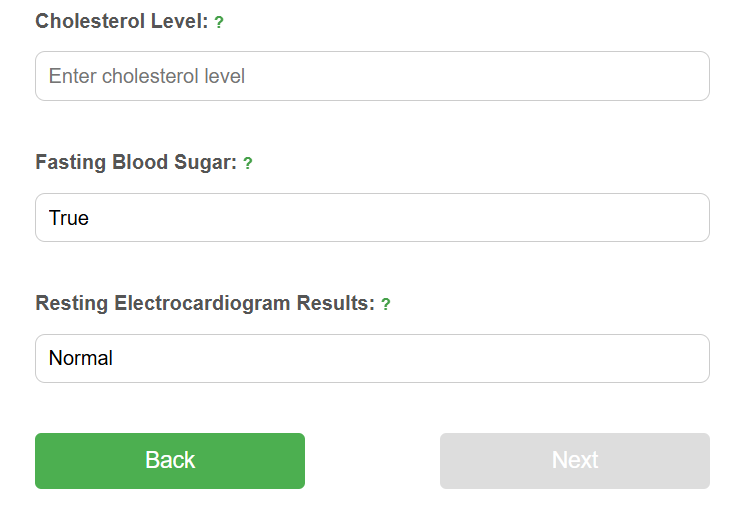 Cholesterol Level: ?
Enter cholesterol level
Fasting Blood Sugar: ?
True
Resting Electrocardiogram Results: ?
Normal
Back
Next